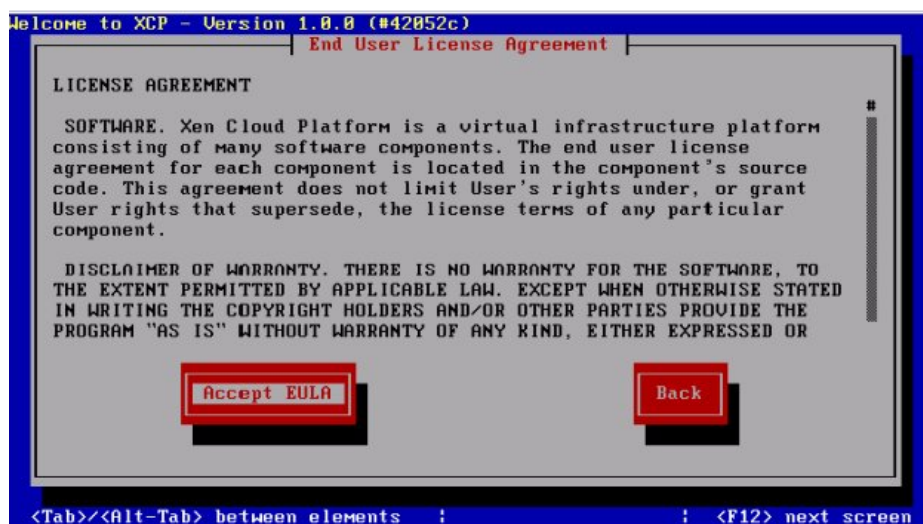 Welcome to XCP - Version 1.0.0 (#42052c)
End User License Agreement
LICENSE AGREEMENT
#
SOFTWARE. Xen Cloud Platform is a virtual infrastructure platform
consisting of many software components. The end user license
agreement for each component is located in the component's source
code. This agreement does not limit User's rights under, or grant
User rights that supersede, the license terms of any particular
component.
DISCLAIMER OF WARRANTY. THERE IS NO WARRANTY FOR THE SOFTWARE, TO
THE EXTENT PERMITTED BY APPLICABLE LAW. EXCEPT WHEN OTHERWISE STATED
IN WRITING THE COPYRIGHT HOLDERS AND/OR OTHER PARTIES PROVIDE THE
PROGRAM "AS IS" WITHOUT WARRANTY OF ANY KIND, EITHER EXPRESSED OR
Accept EULA Back
<Tab>/<Alt-Tab> between elements ¦ ¦ <F12> next screen